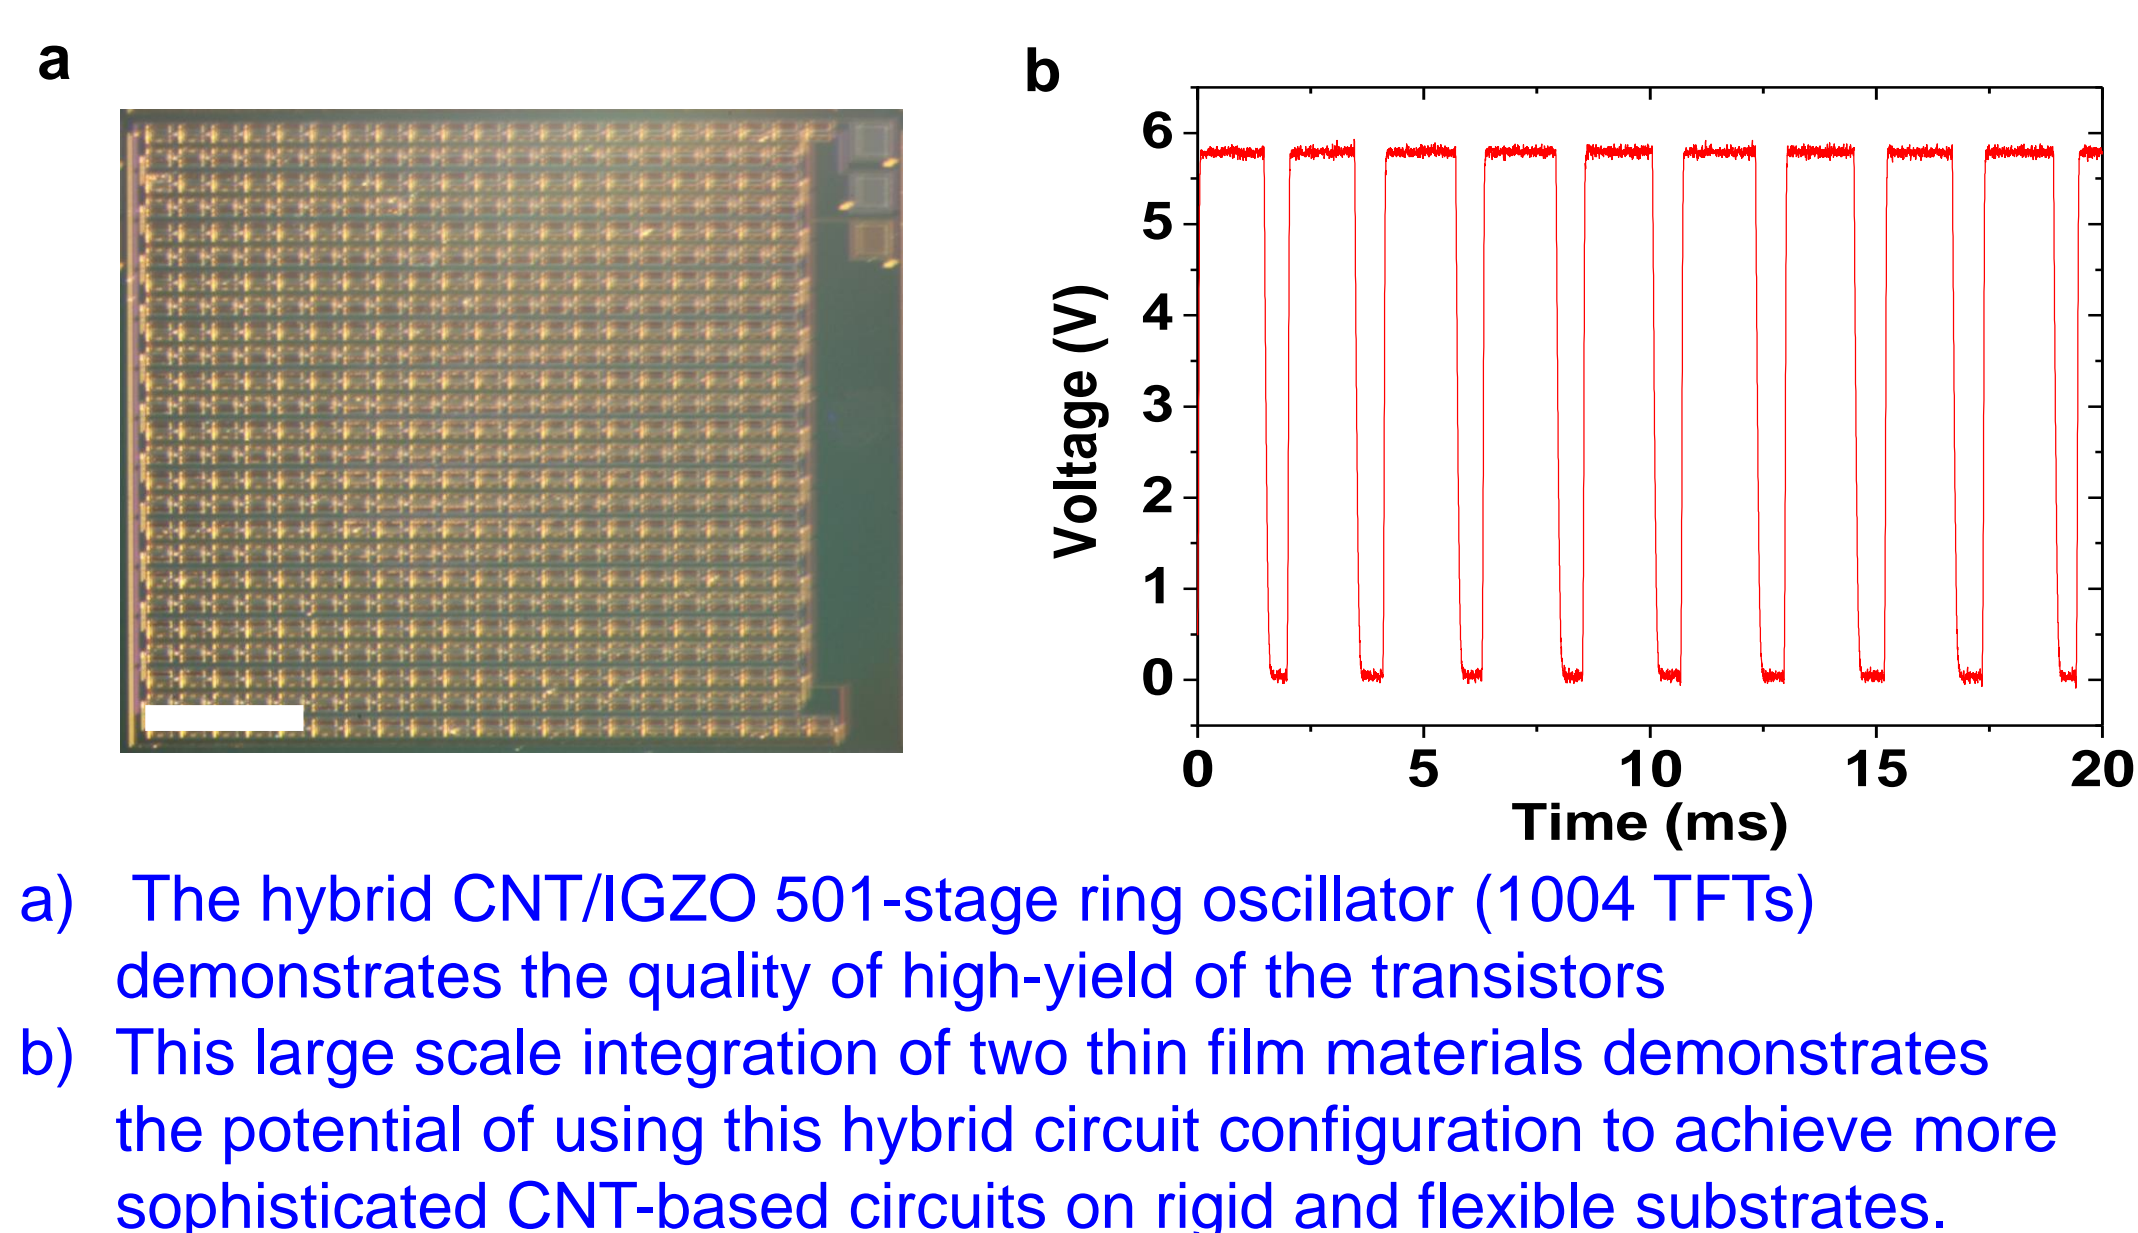 a
b
6
5
4
3
2
1
0
Voltage (V)
0 5 10 15 20
Time (ms)
a) The hybrid CNT/IGZO 501-stage ring oscillator (1004 TFTs)
demonstrates the quality of high-yield of the transistors
b) This large scale integration of two thin film materials demonstrates
the potential of using this hybrid circuit configuration to achieve more
sophisticated CNT-based circuits on rigid and flexible substrates.